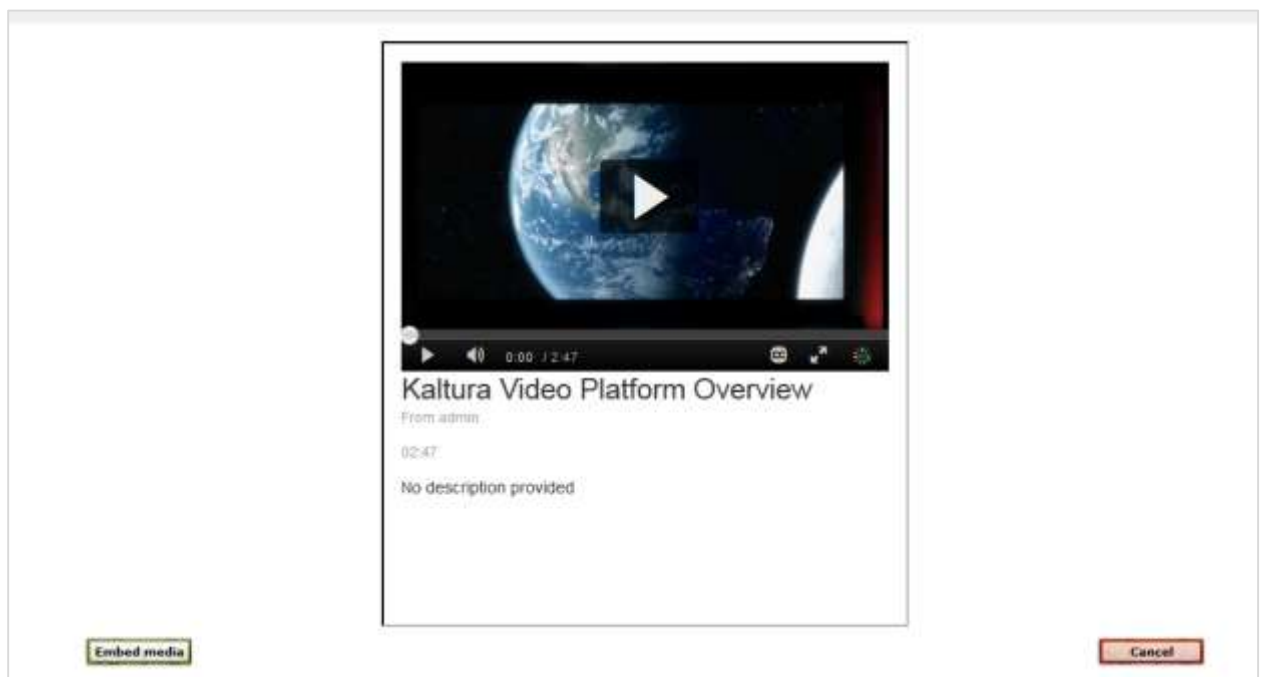 0:00 / 2:47
Kaltura Video Platform Overview
From admin
02:47
No description provided
Embed media
Cancel